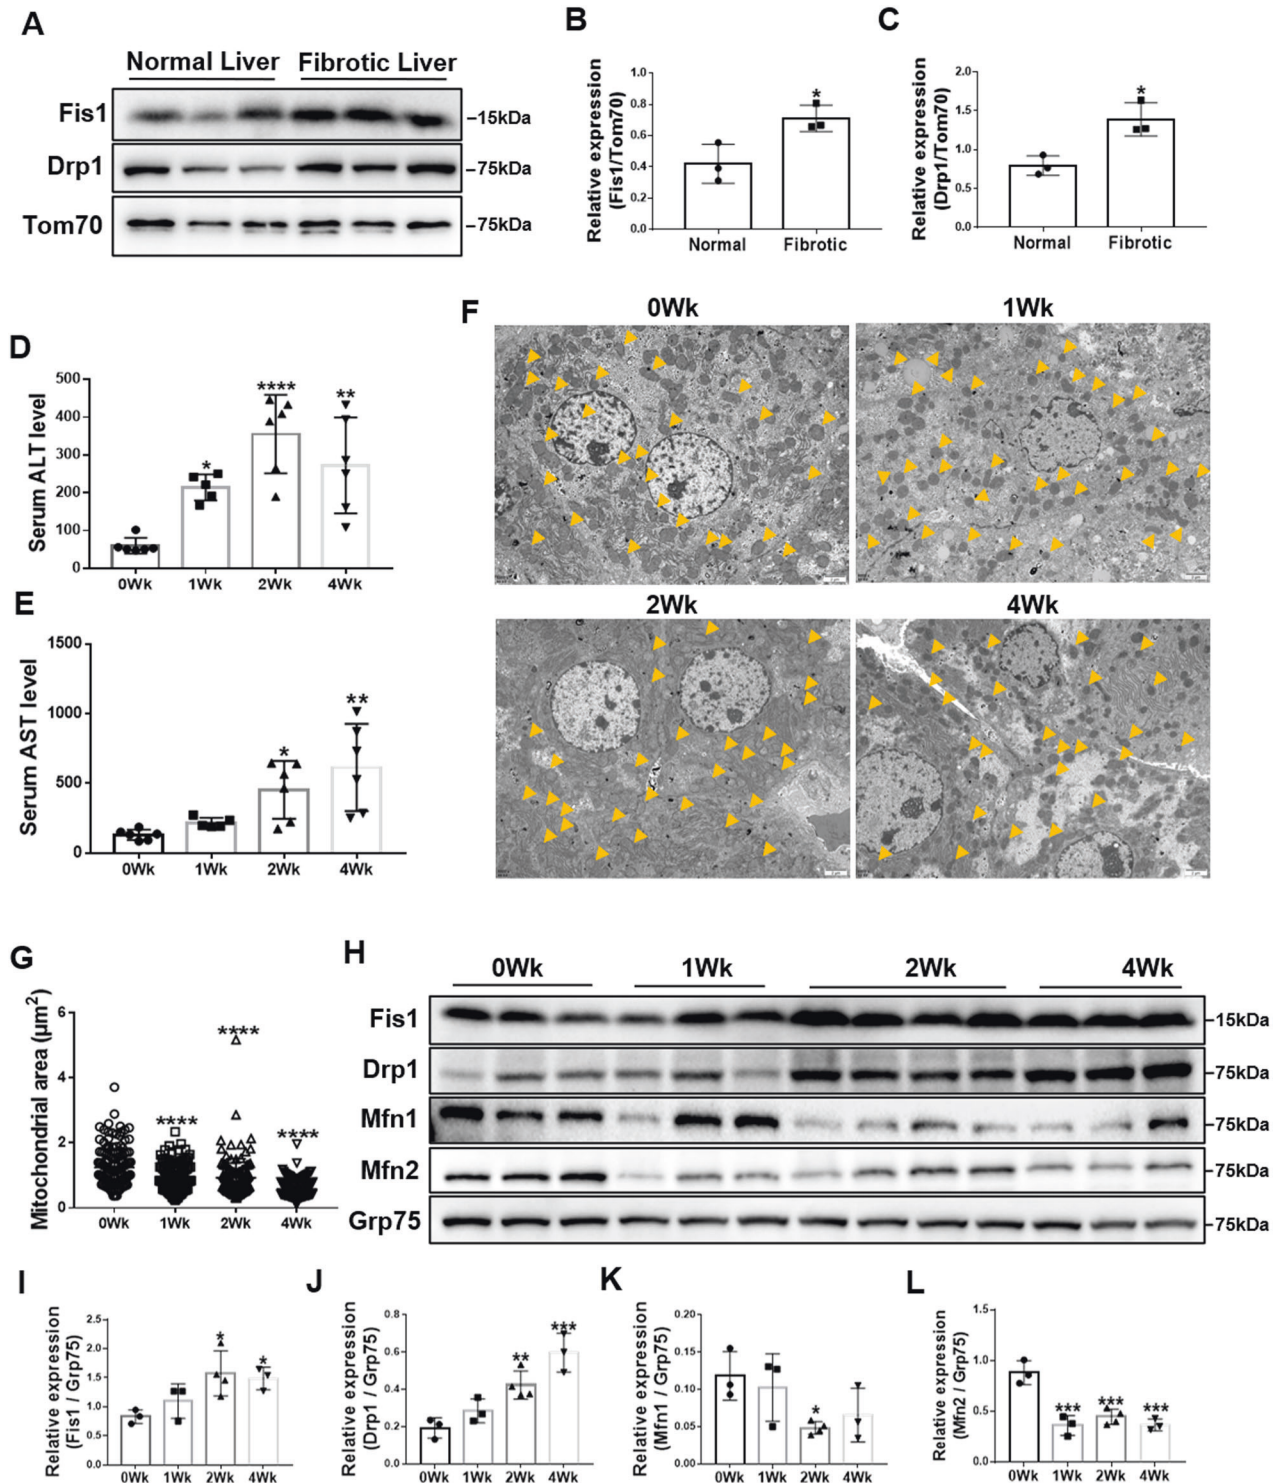 A
Normal Liver Fibrotic Liver
Fis1
-15kDa
Drp1
-75kDa
Tom70
-75kDa
B
Relative expression
(Fis1/Tom70)
1.0
*
0.8
0.6
0.4
0.2
0.0
Normal Fibrotic
C
Relative expression
(Drp1/Tom70)
2.0
*
1.5
1.0
0.5
0.0
Normal Fibrotic
D
Serum ALT level
500
**** **
400
300
*
200
100
0
0Wk 1Wk 2Wk 4Wk
E
Serum AST level
1500
1000
**
*
500
0
0Wk 1Wk 2Wk 4Wk
F
0Wk 1Wk
2Wk 4Wk
G
Mitochondrial area (µm²)
6
****
4
****
****
2
0
0Wk 1Wk 2Wk 4Wk
H
0Wk 1Wk 2Wk 4Wk
Fis1
-15kDa
Drp1
-75kDa
Mfn1
-75kDa
Mfn2
-75kDa
Grp75
-75kDa
I
Relative expression
(Fis1 / Grp75)
2.5
*
2.0
*
1.5
1.0
0.5
0.0
0Wk 1Wk 2Wk 4Wk
J
Relative expression
(Drp1 / Grp75)
0.8
***
0.6
**
0.4
0.2
0.0
0Wk 1Wk 2Wk 4Wk
K
Relative expression
(Mfn1 / Grp75)
0.20
0.15
0.10
*
0.05
0.00
0Wk 1Wk 2Wk 4Wk
L
Relative expression
(Mfn2 / Grp75)
1.5
1.0
*** *** ***
0.5
0.0
0Wk 1Wk 2Wk 4Wk